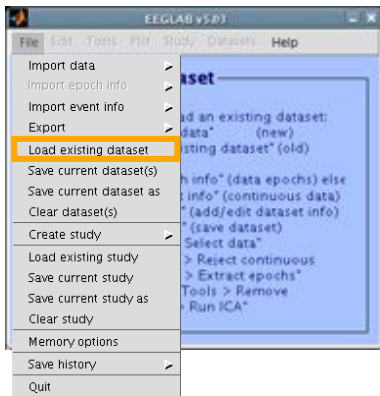 EEGLAB v5.03
File Edit Tools Plot Study Datasets Help
Import data
Import epoch info
Import event info
Export
Load existing dataset
Save current dataset(s)
Save current dataset as
Clear dataset(s)
Create study
Load existing study
Save current study
Save current study as
Clear study
Memory options
Save history
Quit
aset
ad an existing dataset:
data" (new)
isting dataset" (old)
h info" (data epochs) else
t info" (continuous data)
" (add/edit dataset info)
" (save dataset)
Select data"
> Reject continuous
> Extract epochs"
Tools > Remove
> Run ICA"